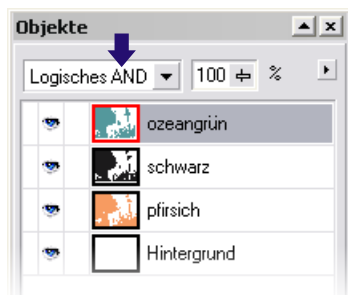 Objekte
Logisches AND 100 %
ozeangrün
schwarz
pfirsich
Hintergrund